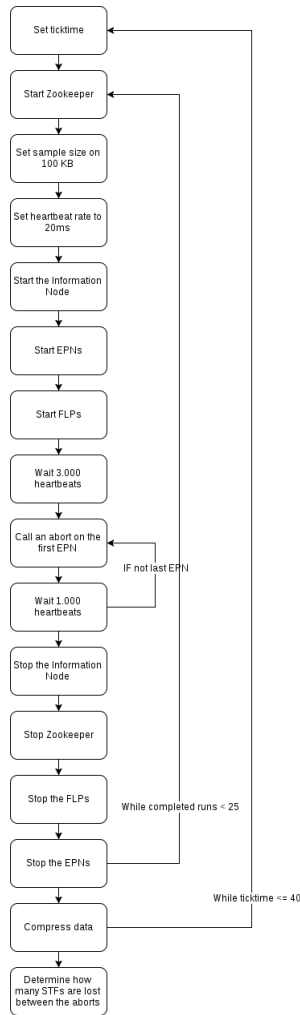 Set ticktime
Start Zookeeper
Set sample size on
100 KB
Set heartbeat rate to
20ms
Start the Information
Node
Start EPNs
Start FLPs
Wait 3.000
heartbeats
Call an abort on the
first EPN
IF not last EPN
Wait 1.000
heartbeats
Stop the Information
Node
Stop Zookeeper
Stop the FLPs
While completed runs < 25
Stop the EPNs
While ticktime <= 40
Compress data
Determine how
many STFs are lost
between the aborts